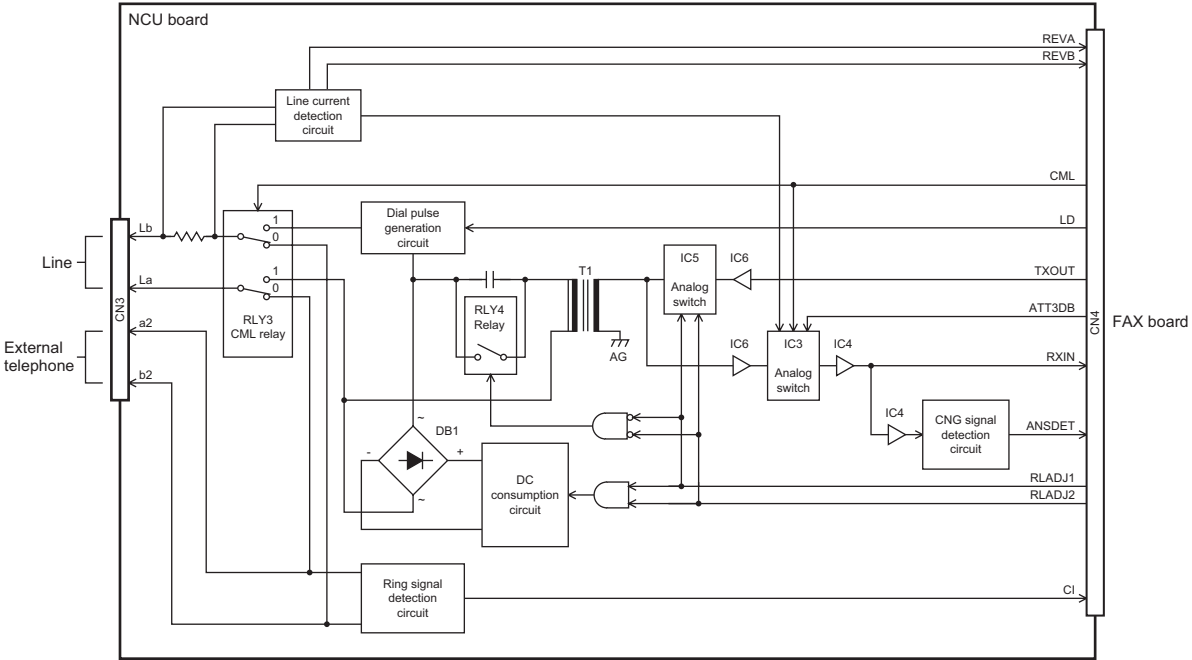 NCU board
REVA
REVB
Line current
detection
circuit
CML
Lb
1
0
Dial pulse
generation
circuit
LD
Line
La
1
0
T1
IC5
Analog
switch
IC6
TXOUT
CN3
RLY3
CML relay
RLY4
Relay
AG
ATT3DB
CN4
FAX board
External
telephone
a2
b2
IC6
IC3
Analog
switch
IC4
RXIN
IC4
CNG signal
detection
circuit
ANSDET
~
DB1
-
+
~
DC
consumption
circuit
RLADJ1
RLADJ2
Ring signal
detection
circuit
CI